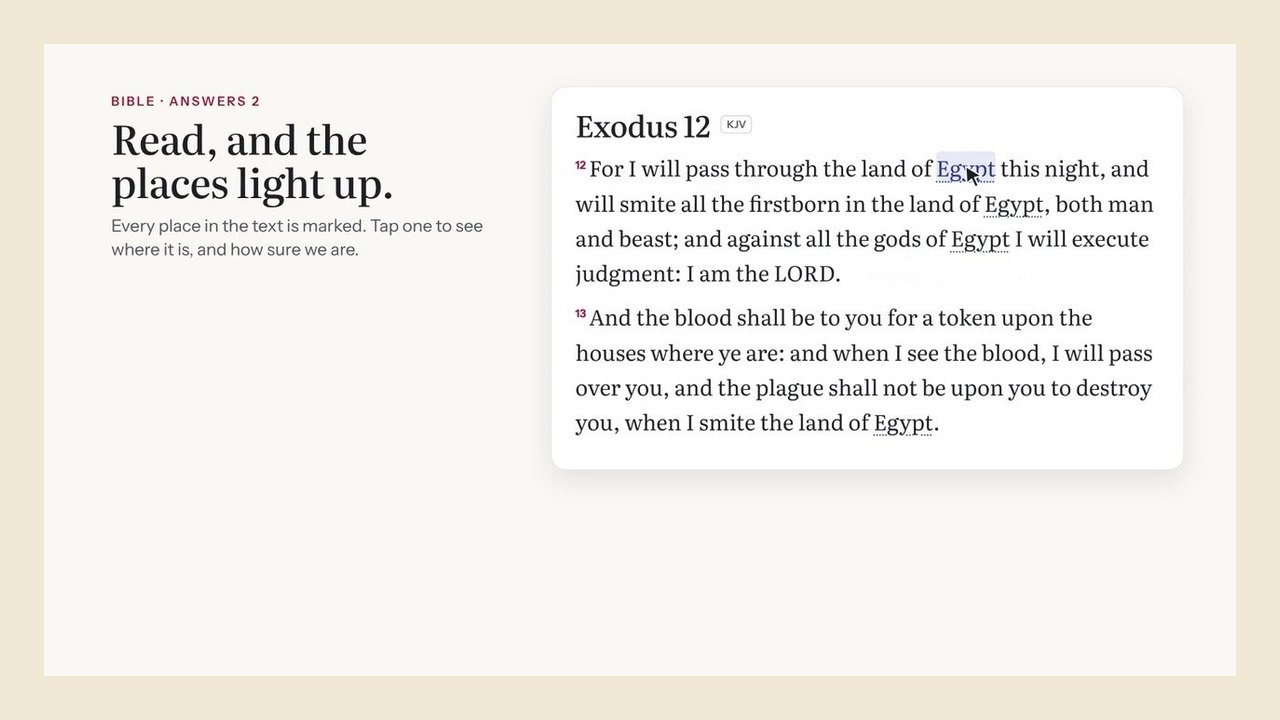 BIBLE · ANSWERS 2
Read, and the
places light up.
Every place in the text is marked. Tap one to see
where it is, and how sure we are.
Exodus 12 KJV
12 For I will pass through the land of Egypt this night, and
will smite all the firstborn in the land of Egypt, both man
and beast; and against all the gods of Egypt I will execute
judgment: I am the LORD.
13 And the blood shall be to you for a token upon the
houses where ye are: and when I see the blood, I will pass
over you, and the plague shall not be upon you to destroy
you, when I smite the land of Egypt.